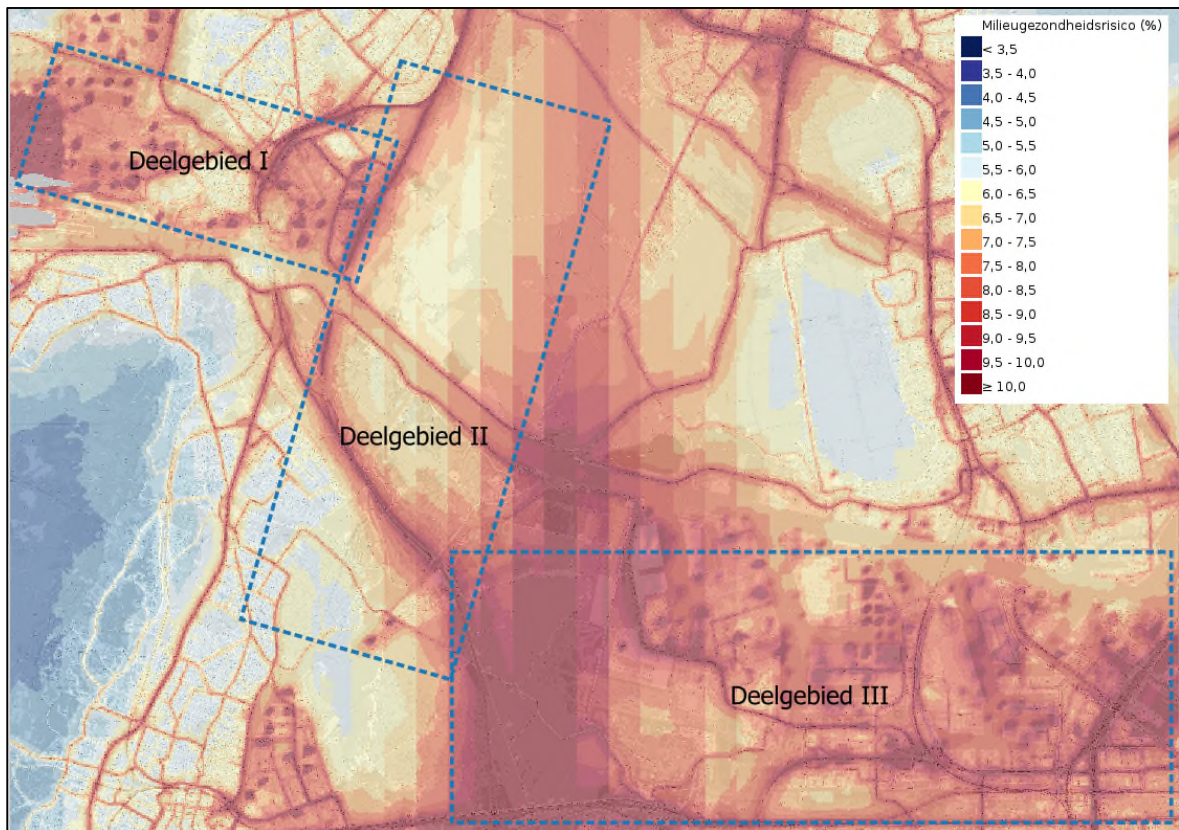 Milieugezondheidsrisico (%)
< 3,5
3,5 - 4,0
4,0 - 4,5
4,5 - 5,0
5,0 - 5,5
5,5 - 6,0
6,0 - 6,5
6,5 - 7,0
7,0 - 7,5
7,5 - 8,0
8,0 - 8,5
8,5 - 9,0
9,0 - 9,5
9,5 - 10,0
≥ 10,0
Deelgebied I
Deelgebied II
Deelgebied III